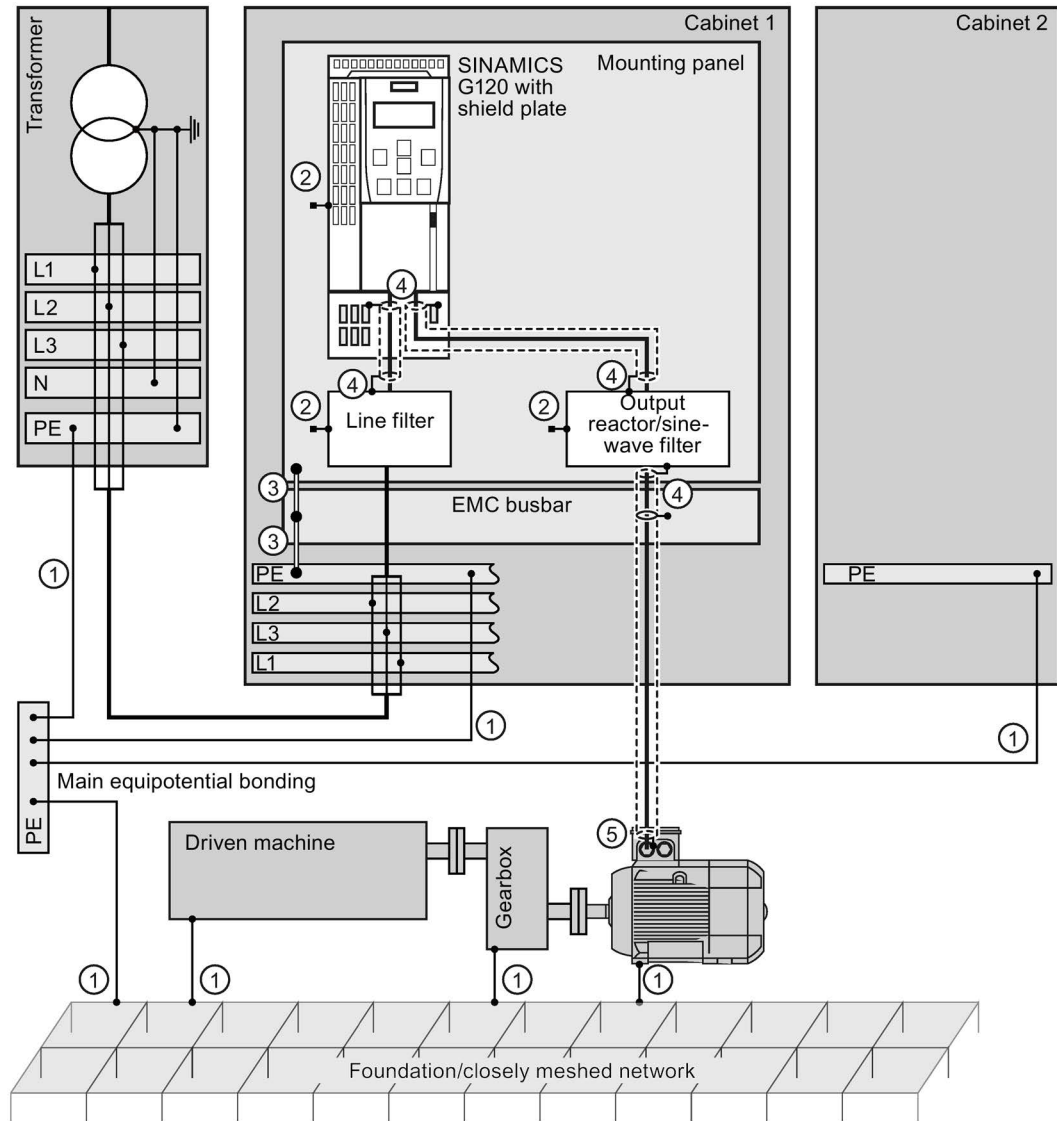 Transformer
L1
L2
L3
N
PE
Cabinet 1
Mounting panel
SINAMICS
G120 with
shield plate
2
4
4
2
Line filter
4
2
Output
reactor/sine-
wave filter
3
EMC busbar
4
3
PE
L2
L3
L1
Cabinet 2
PE
1
1
1
Main equipotential bonding
PE
Driven machine
Gearbox
5
1
1
1
1
Foundation/closely meshed network